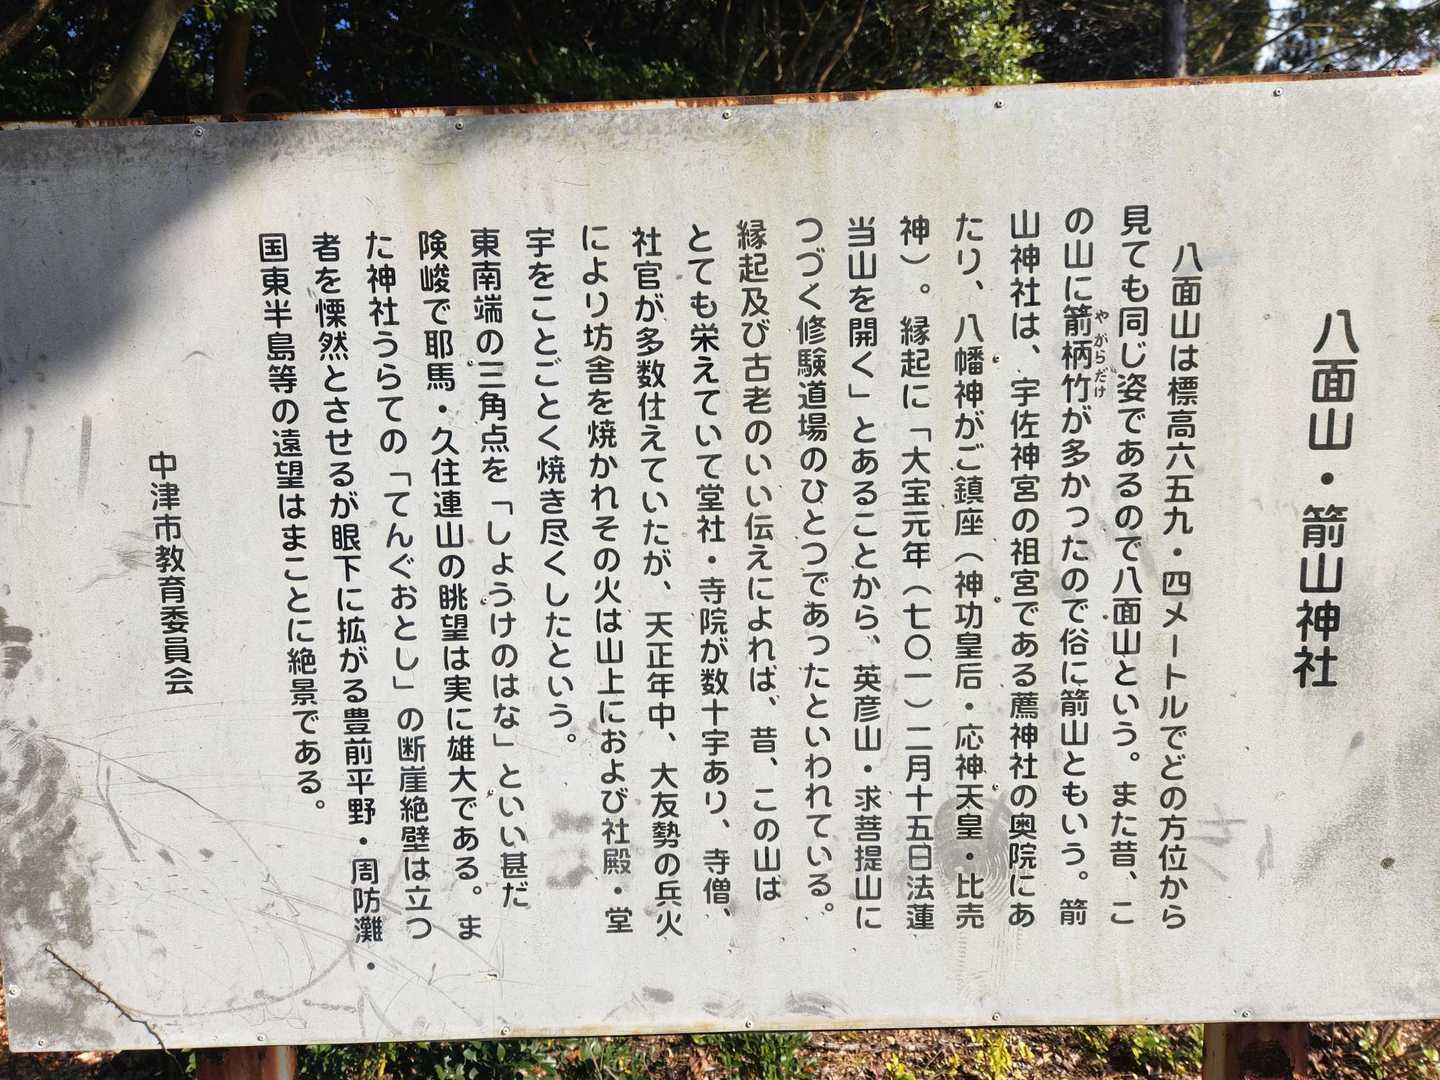 八面山・箭山神社
八面山は標高六五九・四メートルでどの方位から
見ても同じ姿であるので八面山という。また昔、こ
の山に箭柄竹が多かったので俗に箭山ともいう。箭
やがらだけ
山神社は、宇佐神宮の祖宮である薦神社の奥院にあ
たり、八幡神がご鎮座（神功皇后・応神天皇・比売
神）。縁起に「大宝元年（七〇一）二月十五日法蓮
当山を開く」とあることから、英彦山・求菩提山に
つづく修験道場のひとつであったといわれている。
縁起及び古老のいい伝えによれば、昔、この山は
とても栄えていて堂社・寺院が数十宇あり、寺僧、
社官が多数仕えていたが、天正年中、大友勢の兵火
により坊舎を焼かれその火は山上におよび社殿・堂
宇をことごとく焼き尽くしたという。
東南端の三角点を「しょうけのはな」といい甚だ
険峻で耶馬・久住連山の眺望は実に雄大である。ま
た神社うらての「てんぐおとし」の断崖絶壁は立つ
者を慄然とさせるが眼下に拡がる豊前平野・周防灘・
国東半島等の遠望はまことに絶景である。
中津市教育委員会